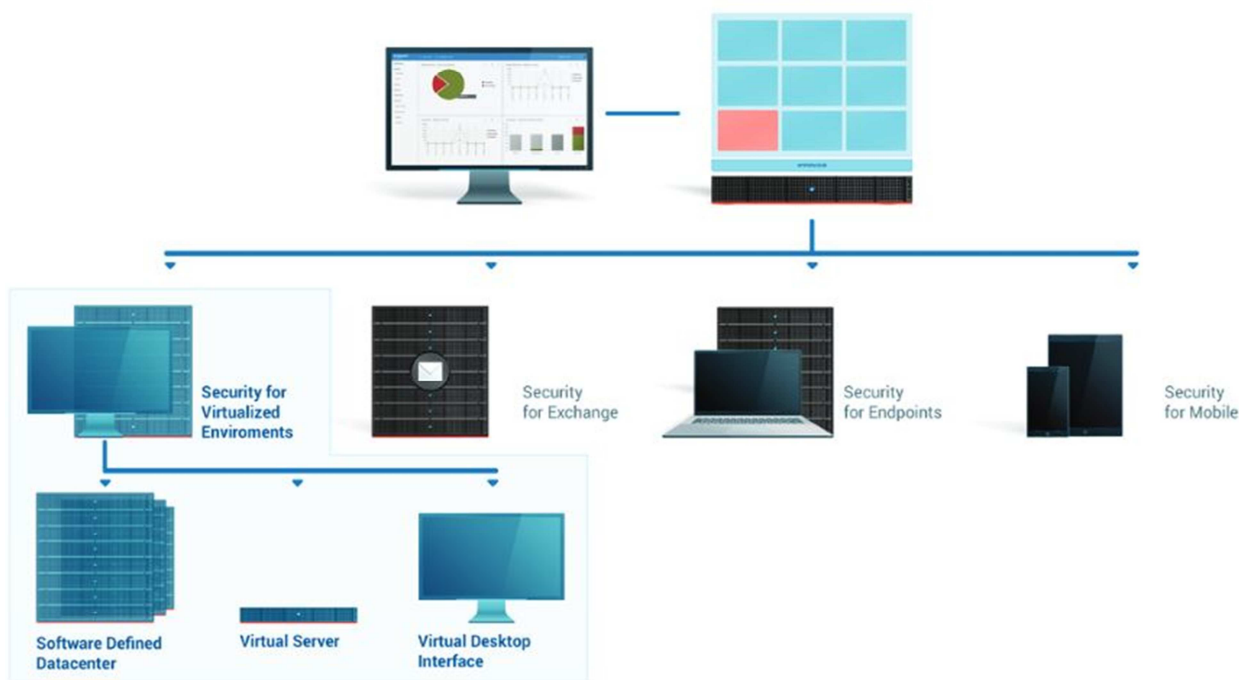 Security for
Virtualized
Enviroments
Security
for Exchange
Security
for Endpoints
Security
for Mobile
Software Defined
Datacenter
Virtual Server
Virtual Desktop
Interface